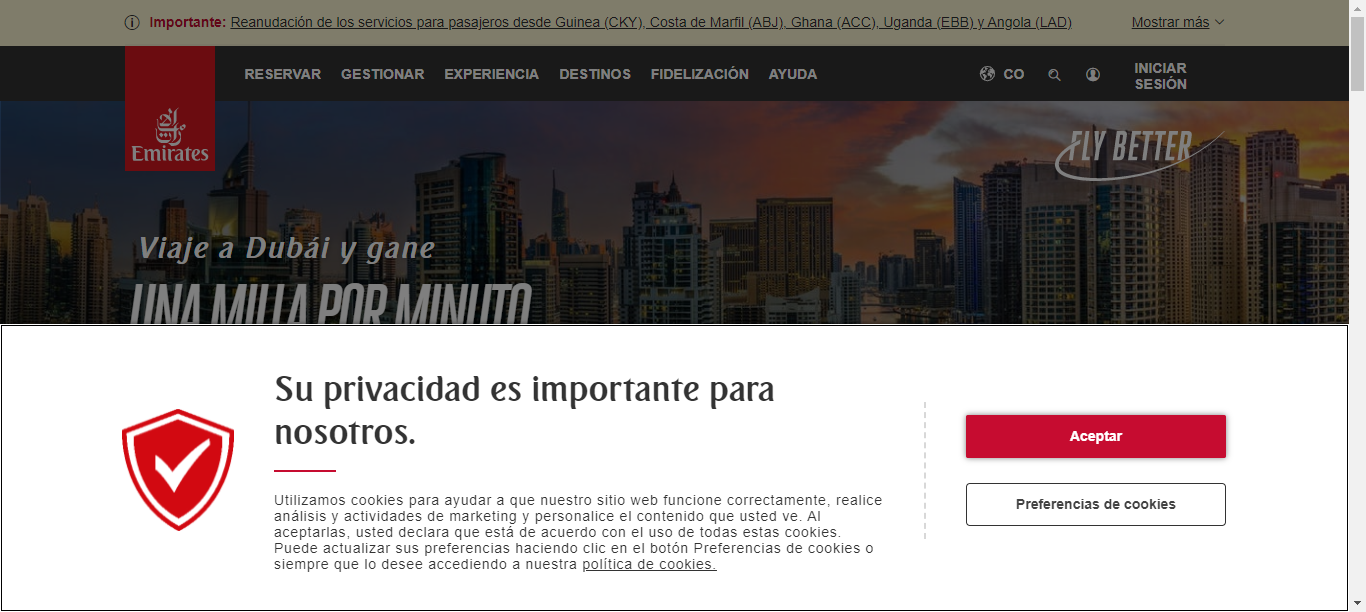 Importante: Reanudación de los servicios para pasajeros desde Guinea (CKY), Costa de Marfil (ABJ), Ghana (ACC), Uganda (EBB) y Angola (LAD) Mostrar más
RESERVAR GESTIONAR EXPERIENCIA DESTINOS FIDELIZACIÓN AYUDA CO INICIAR SESIÓN
Emirates
FLY BETTER
Viaje a Dubái y gane
UNA MILLA POR MINUTO
Su privacidad es importante para
nosotros.
Utilizamos cookies para ayudar a que nuestro sitio web funcione correctamente, realice
análisis y actividades de marketing y personalice el contenido que usted ve. Al
aceptarlas, usted declara que está de acuerdo con el uso de todas estas cookies.
Puede actualizar sus preferencias haciendo clic en el botón Preferencias de cookies o
siempre que lo desee accediendo a nuestra política de cookies.
Aceptar
Preferencias de cookies